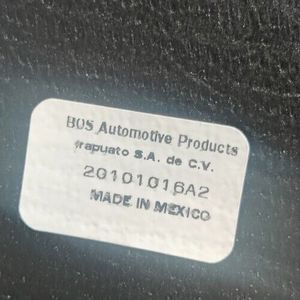 BOS Automotive Products
Irapuato S.A. de C.V.
20101016A2
MADE IN MEXICO